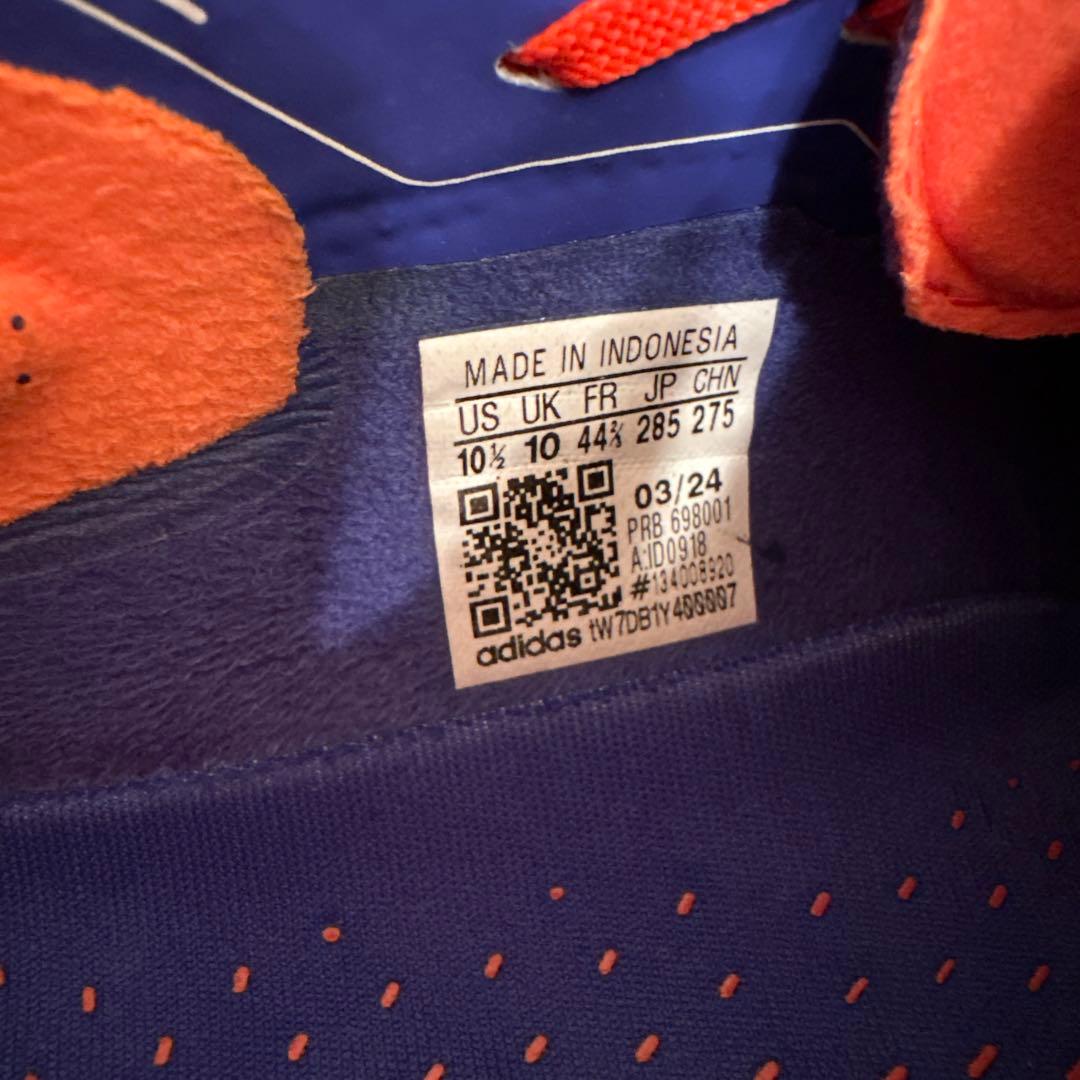 MADE IN INDONESIA
US UK FR JP CHN
10½ 10 44⅔ 285 275
03/24
PRB 698001
A:ID0918
#134008920
adidas tW7DB1Y400007